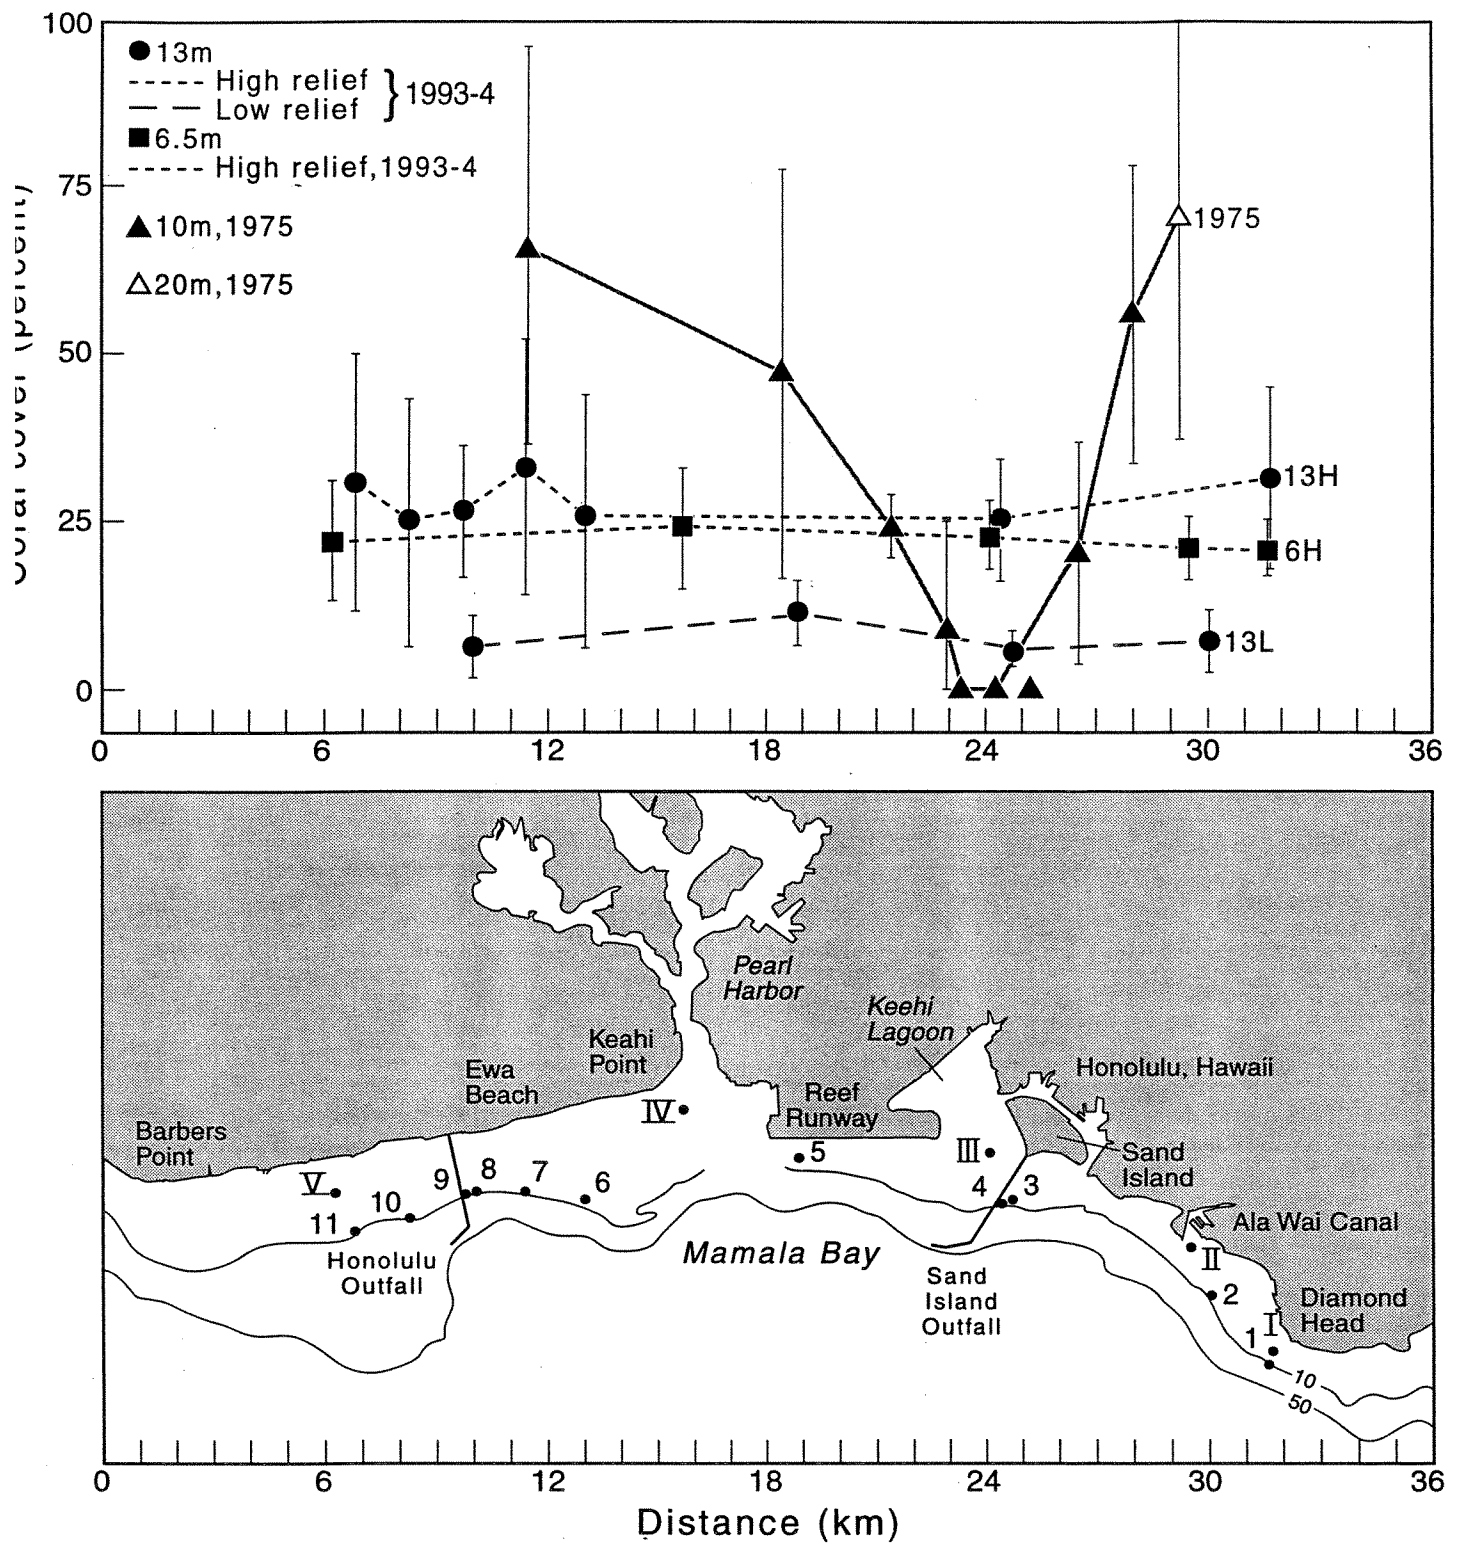 100
13m
High relief
1993-4
Low relief
6.5m
High relief, 1993-4
75
10m, 1975
1975
20m, 1975
50
13H
25
6H
13L
0
0 6 12 18 24 30 36
Pearl
Harbor
Keehi
Lagoon
Keahi
Point
Honolulu, Hawaii
Ewa
Beach
Reef
Runway
IV
Barbers
Point
III
5
Sand
Island
V
9 8 7 6
10
4 3
11
Ala Wai Canal
Honolulu
Outfall
Mamala Bay
II
Sand
Island
Outfall
2
Diamond
Head
I
1
10
50
0 6 12 18 24 30 36
Distance (km)